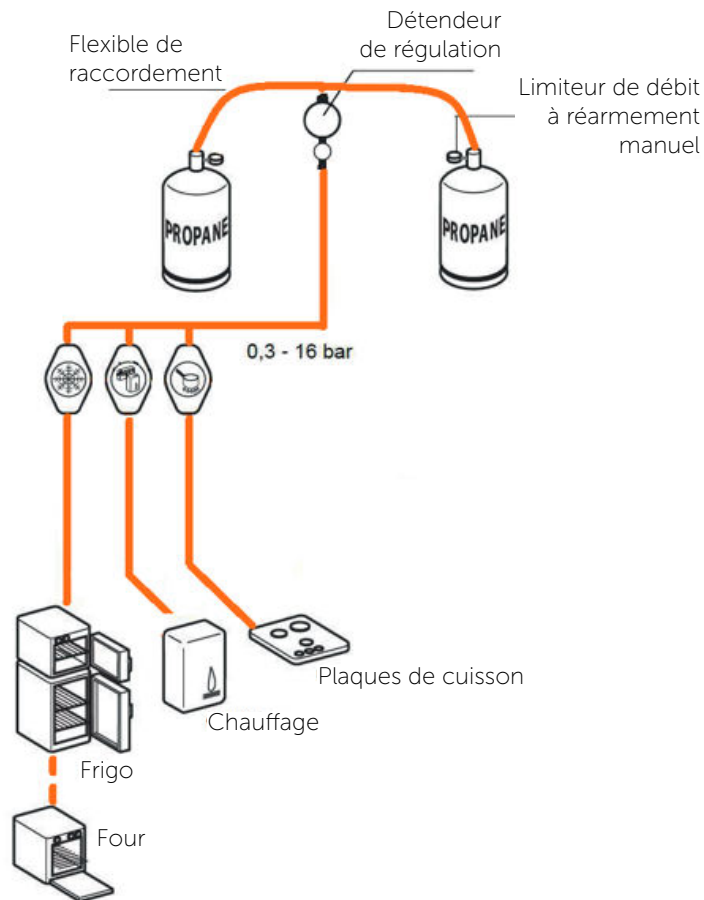 Flexible de
raccordement
Détendeur
de régulation
Limiteur de débit
à réarmement
manuel
PROPANE
PROPANE
0,3 - 16 bar
Plaques de cuisson
Chauffage
Frigo
Four